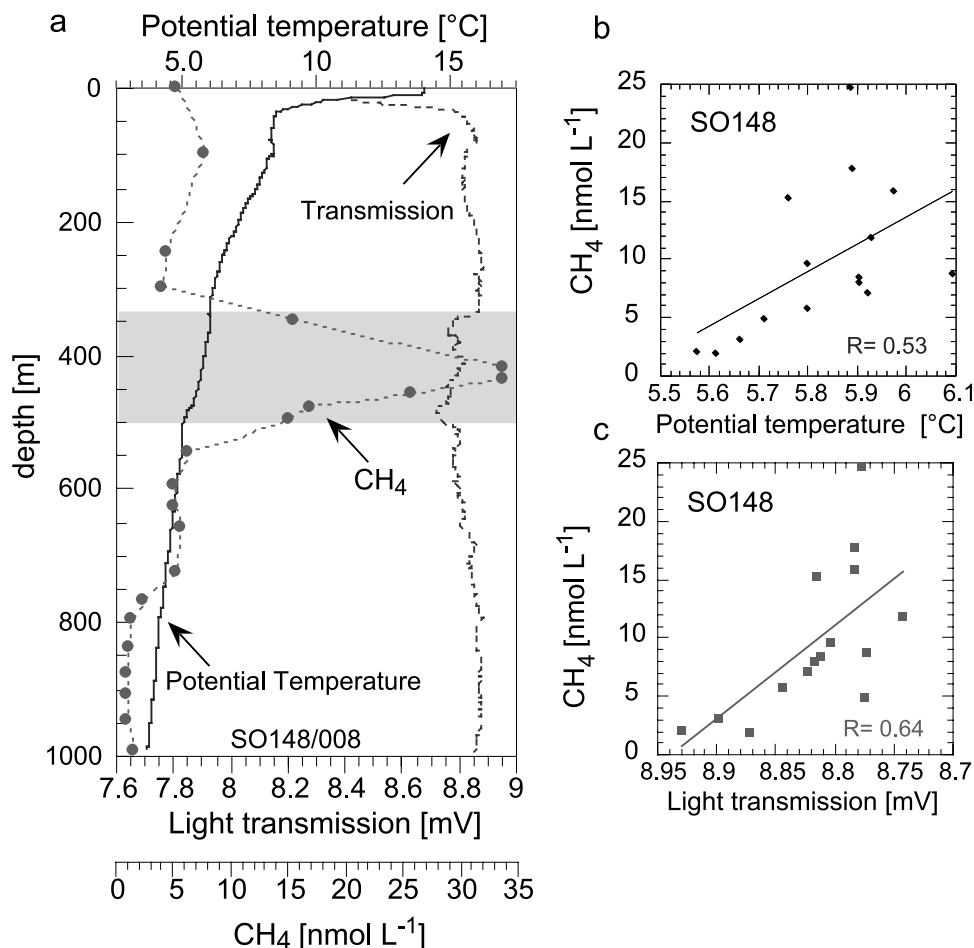 a
Potential temperature [°C]
5.0 10 15
0
200
400
600
800
1000
depth [m]
Transmission
CH₄
Potential Temperature
SO148/008
7.6 7.8 8 8.2 8.4 8.6 8.8 9
Light transmission [mV]
0 5 10 15 20 25 30 35
CH₄ [nmol L⁻¹]
b
25
20
15
10
5
0
CH₄ [nmol L⁻¹]
SO148
R= 0.53
5.5 5.6 5.7 5.8 5.9 6 6.1
Potential temperature [°C]
c
25
20
15
10
5
0
CH₄ [nmol L⁻¹]
SO148
R= 0.64
8.95 8.9 8.85 8.8 8.75 8.7
Light transmission [mV]